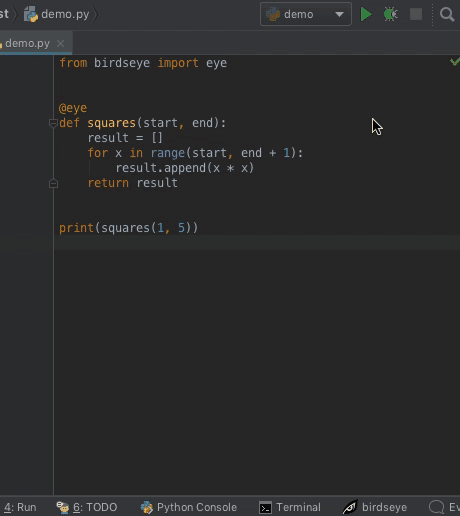 st demo.py demo
demo.py
from birdseye import eye
@eye
def squares(start, end):
    result = []
    for x in range(start, end + 1):
        result.append(x * x)
    return result
print(squares(1, 5))
4: Run 6: TODO Python Console Terminal birdseye Ev